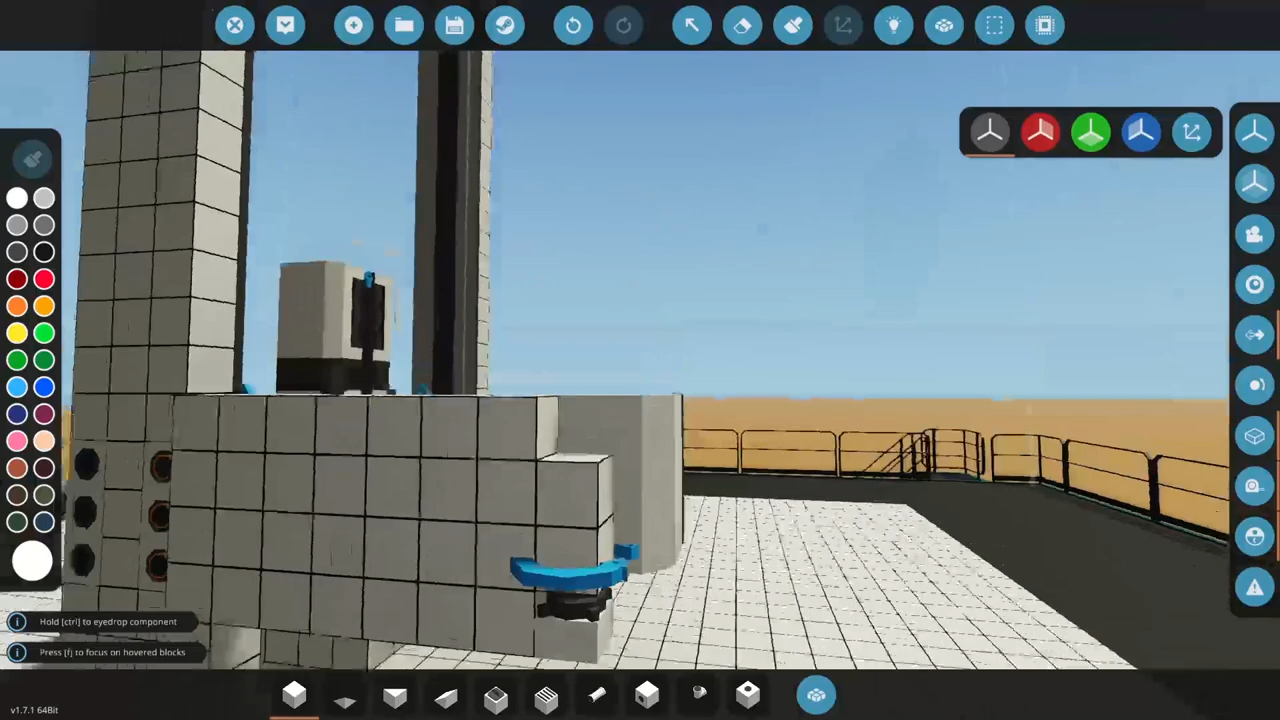 Hold [ctrl] to eyedrop component
Press [f] to focus on hovered blocks
v1.7.1 64Bit